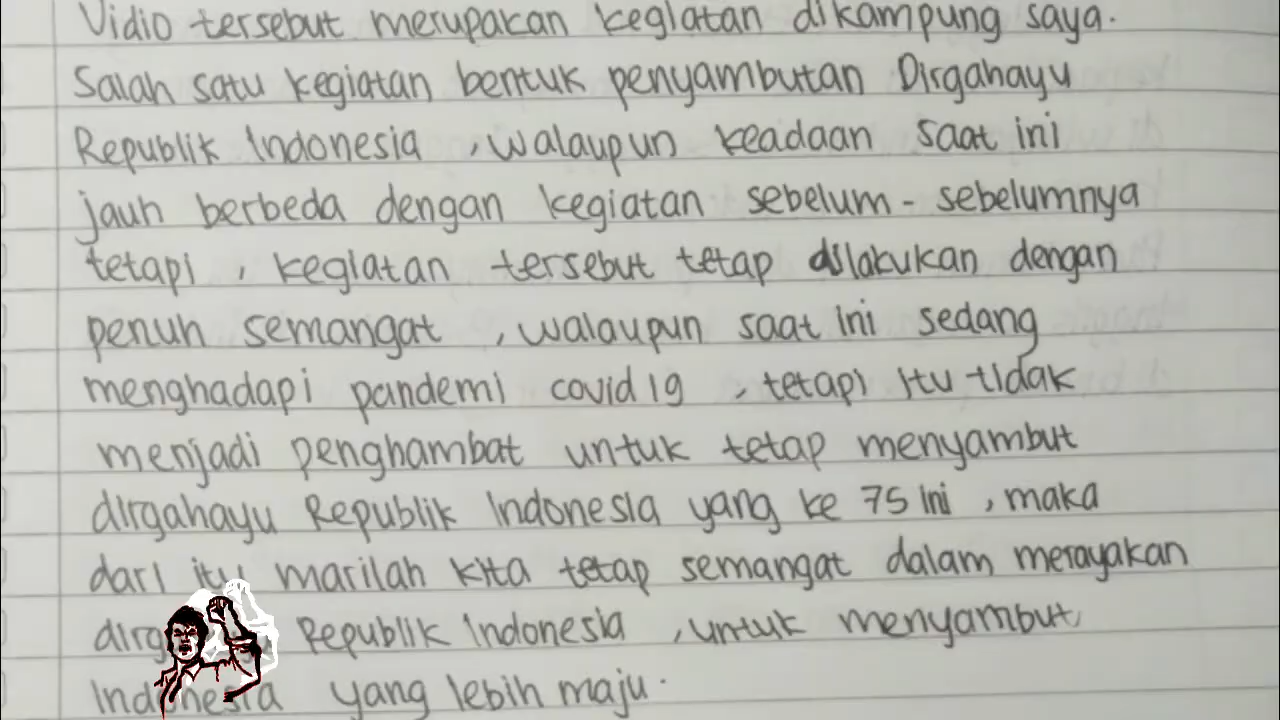 Vidio tersebut merupakan kegiatan dikampung saya.
Salah satu kegiatan bentuk penyambutan Dirgahayu
Republik Indonesia , walaupun keadaan saat ini
jauh berbeda dengan kegiatan sebelum - sebelumnya
tetapi , kegiatan tersebut tetap dilakukan dengan
penuh semangat , walaupun saat ini sedang
menghadapi pandemi covid 19 , tetapi itu tidak
menjadi penghambat untuk tetap menyambut
dirgahayu Republik Indonesia yang ke 75 ini , maka
dari itu marilah kita tetap semangat dalam merayakan
Republik Indonesia , untuk menyambut
Indonesia yang lebih maju.